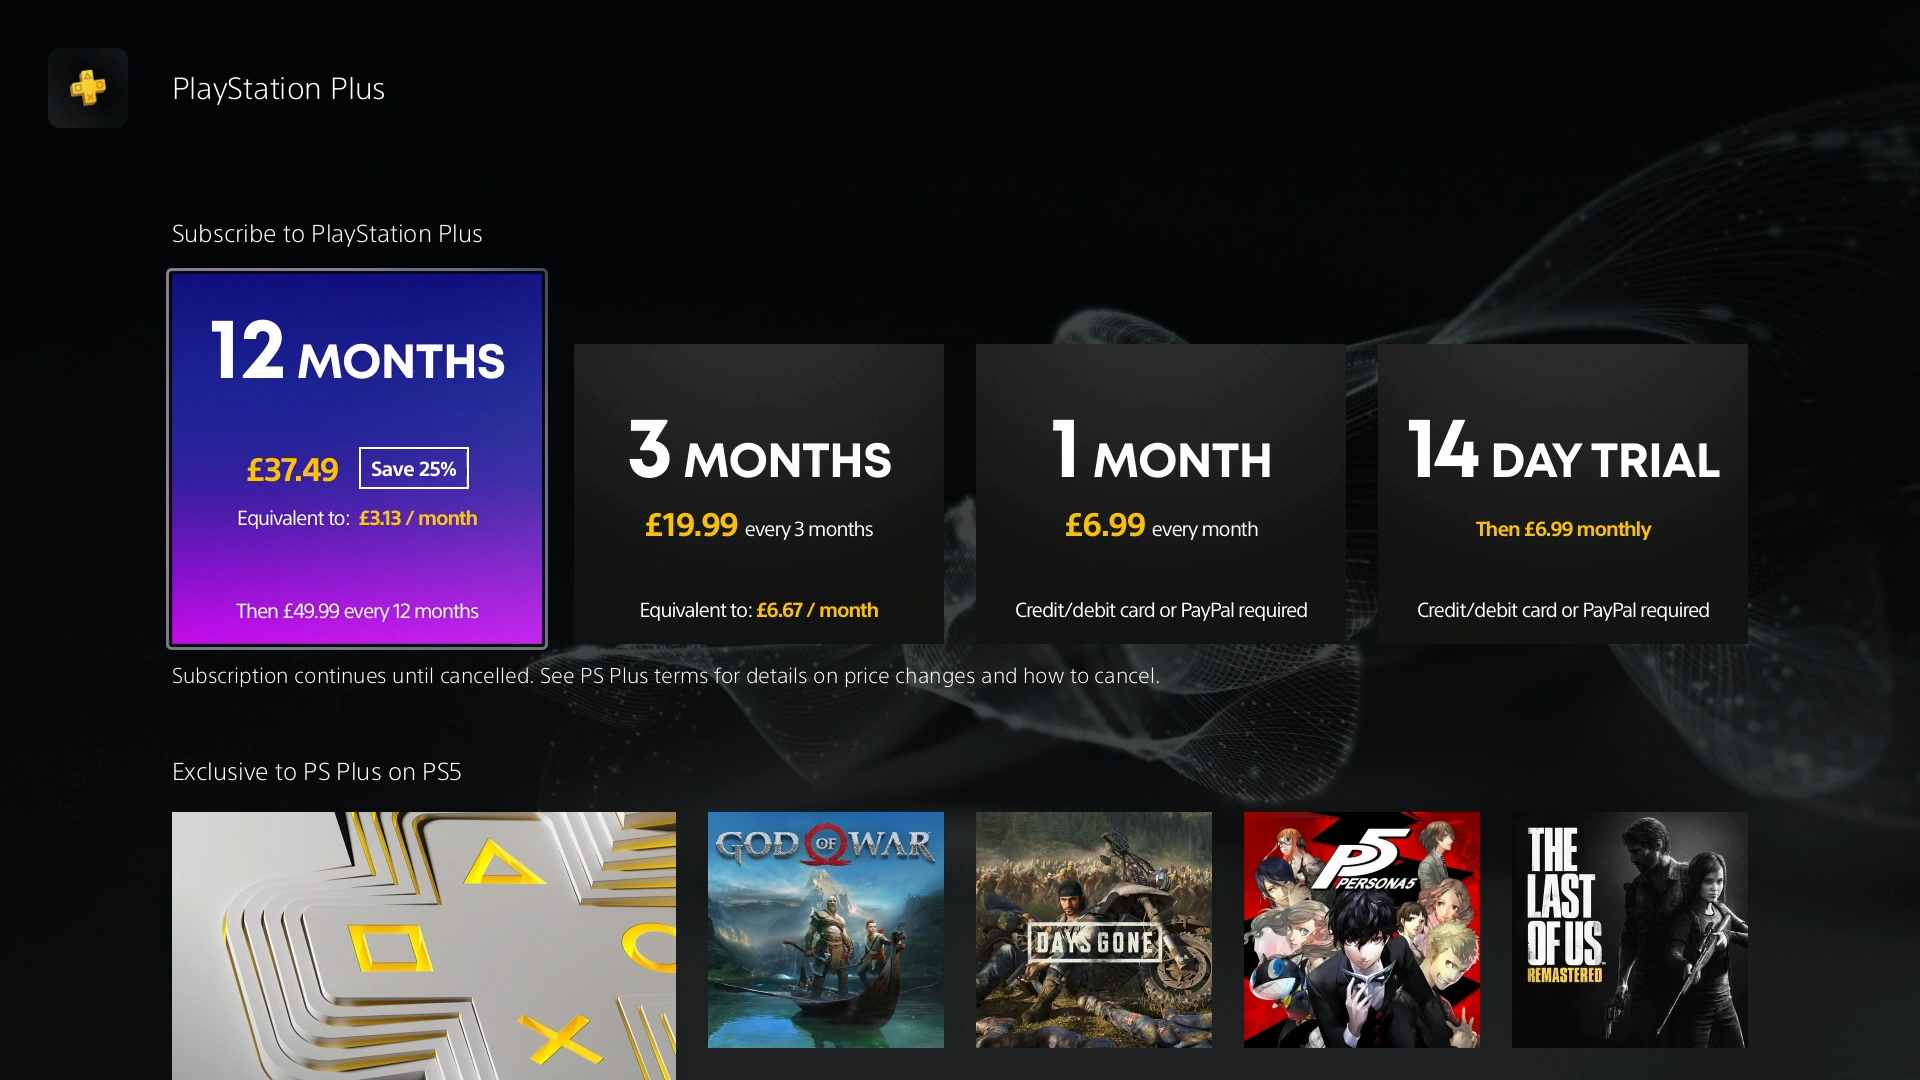 PlayStation Plus
Subscribe to PlayStation Plus
12 MONTHS
£37.49 Save 25%
Equivalent to: £3.13 / month
Then £49.99 every 12 months
3 MONTHS
£19.99 every 3 months
Equivalent to: £6.67 / month
1 MONTH
£6.99 every month
Credit/debit card or PayPal required
14 DAY TRIAL
Then £6.99 monthly
Credit/debit card or PayPal required
Subscription continues until cancelled. See PS Plus terms for details on price changes and how to cancel.
Exclusive to PS Plus on PS5
GOD OF WAR
DAYS GONE
P5
PERSONA5
THE
LAST
OF US
REMASTERED